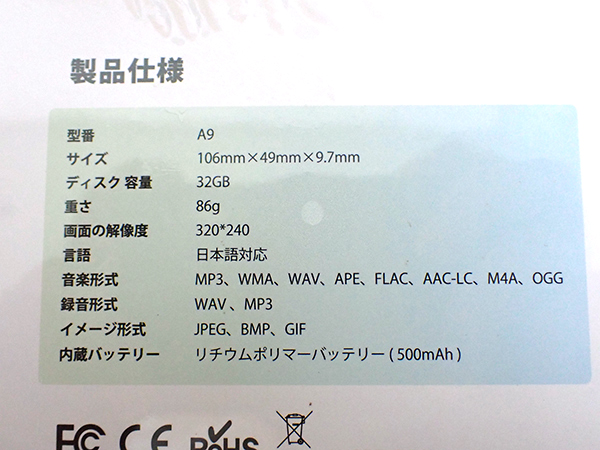 製品仕様
型番 A9
サイズ 106mm×49mm×9.7mm
ディスク 容量 32GB
重さ 86g
画面の解像度 320*240
言語 日本語対応
音楽形式 MP3、WMA、WAV、APE、FLAC、AAC-LC、M4A、OGG
録音形式 WAV 、MP3
イメージ形式 JPEG、BMP、GIF
内蔵バッテリー リチウムポリマーバッテリー ( 500mAh )
FC CE RoHS